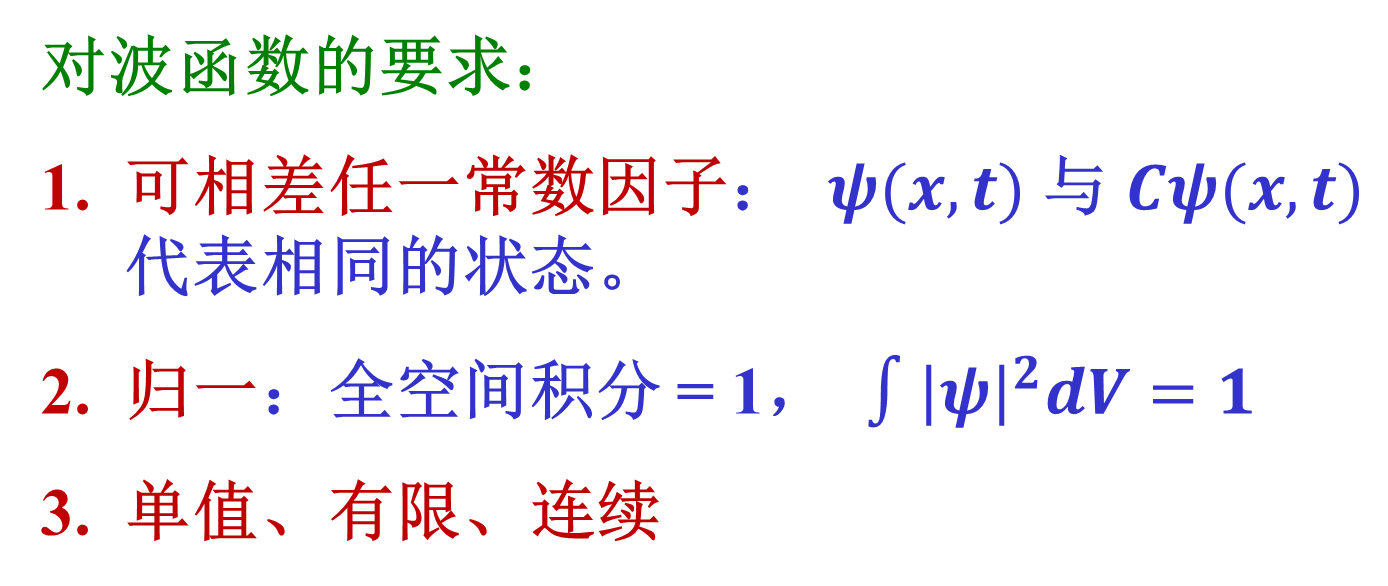 对波函数的要求：
1. 可相差任一常数因子： ψ(x,t) 与 Cψ(x,t)
代表相同的状态。
2. 归一：全空间积分 = 1， ∫|ψ|²dV = 1
3. 单值、有限、连续